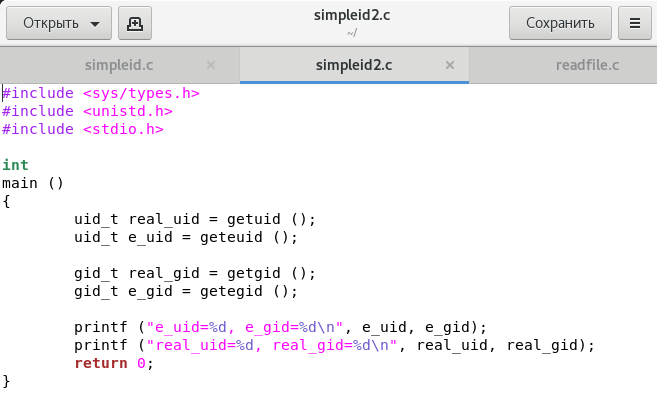 Открыть
simpleid2.c
~/
Сохранить
simpleid.c
simpleid2.c
readfile.c
#include <sys/types.h>
#include <unistd.h>
#include <stdio.h>
int
main ()
{
uid_t real_uid = getuid ();
uid_t e_uid = geteuid ();
gid_t real_gid = getgid ();
gid_t e_gid = getegid ();
printf ("e_uid=%d, e_gid=%d\n", e_uid, e_gid);
printf ("real_uid=%d, real_gid=%d\n", real_uid, real_gid);
return 0;
}